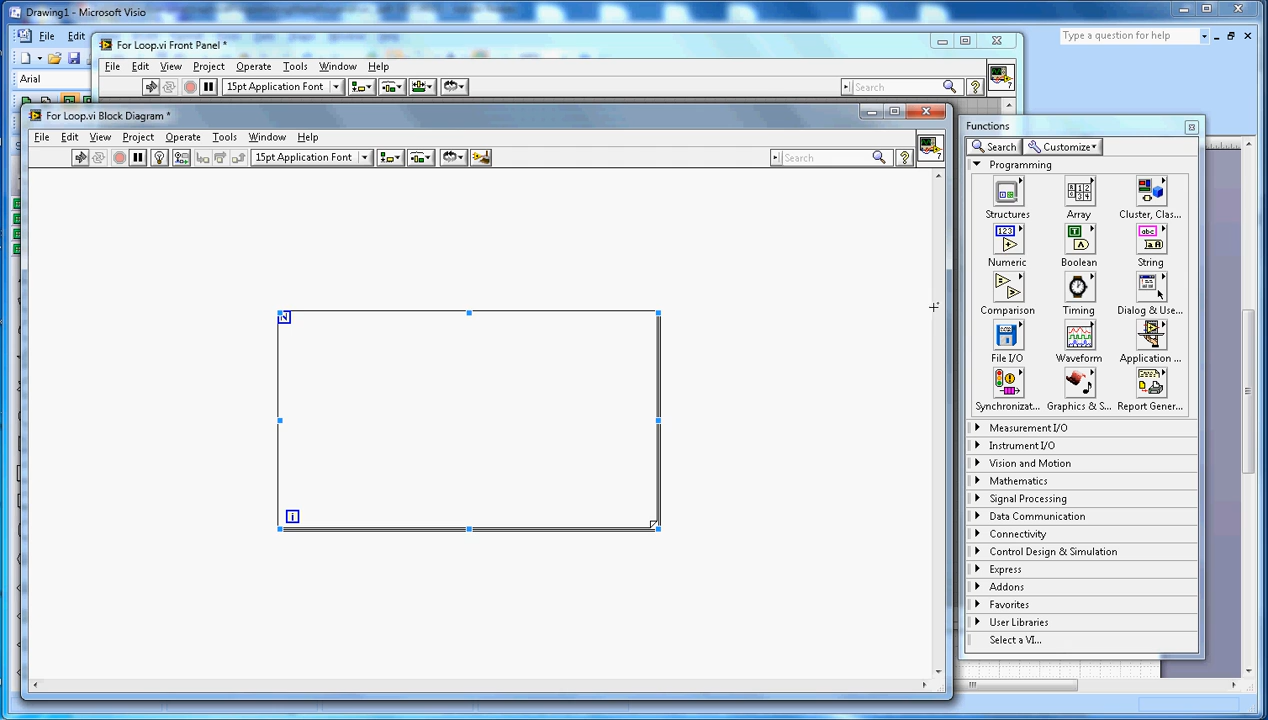 Drawing1 - Microsoft Visio
File Edit
Type a question for help
Arial
For Loop.vi Front Panel *
File Edit View Project Operate Tools Window Help
15pt Application Font
Search
?
7
For Loop.vi Block Diagram *
File Edit View Project Operate Tools Window Help
15pt Application Font
Search
?
7
N
i
Functions
Search Customize
Programming
Structures Array Cluster, Clas...
Numeric Boolean String
Comparison Timing Dialog & Use...
File I/O Waveform Application ...
Synchronizat... Graphics & S... Report Gener...
Measurement I/O
Instrument I/O
Vision and Motion
Mathematics
Signal Processing
Data Communication
Connectivity
Control Design & Simulation
Express
Addons
Favorites
User Libraries
Select a VI...